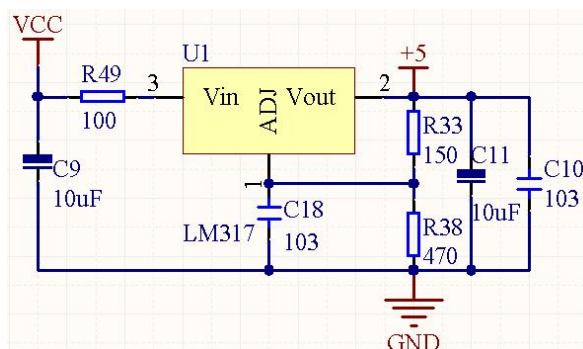 VCC
U1
+5
R49
3
Vin
ADJ
Vout
2
100
R33
150
C9
10uF
C11
10uF
C10
103
1
C18
103
LM317
R38
470
GND